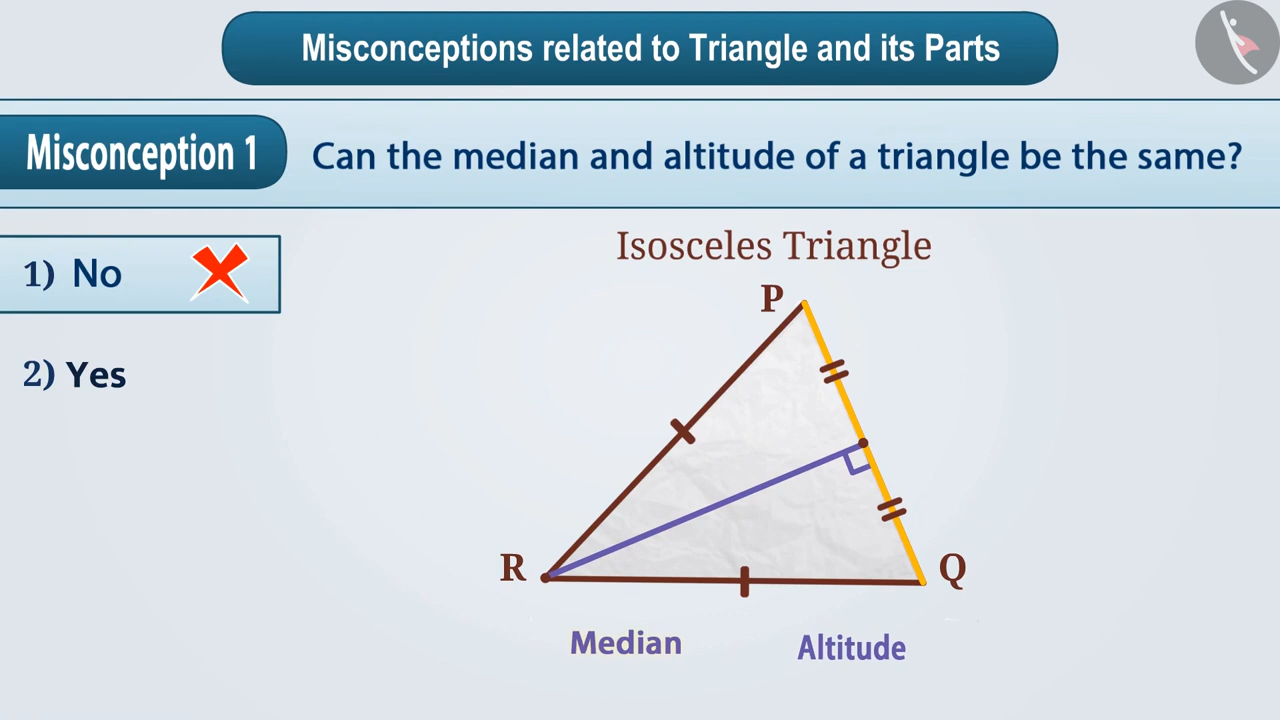 Misconceptions related to Triangle and its Parts
Misconception 1
Can the median and altitude of a triangle be the same?
1) No
2) Yes
Isosceles Triangle
P
R
Q
Median
Altitude